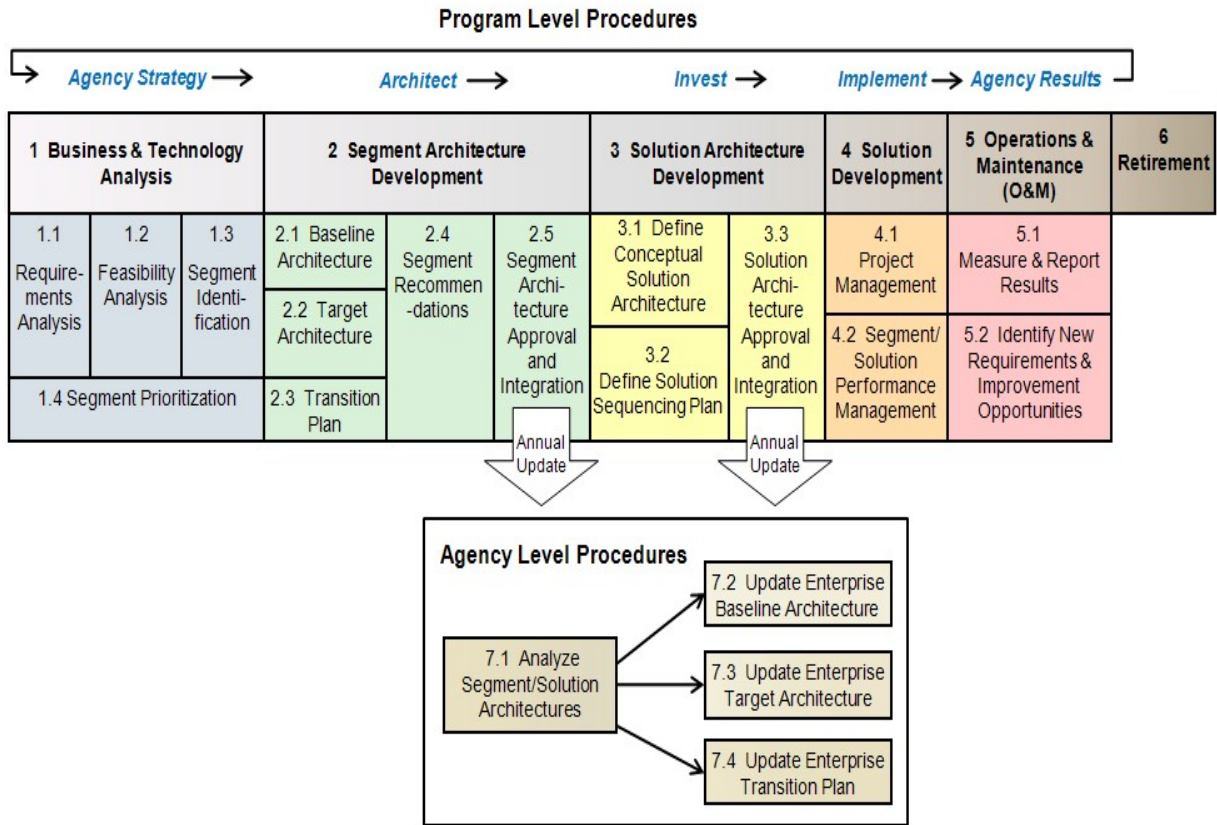 Program Level Procedures
Agency Strategy
Architect
Invest
Implement
Agency Results
1 Business & Technology
Analysis
2 Segment Architecture
Development
3 Solution Architecture
Development
4 Solution
Development
5 Operations &
Maintenance
(O&M)
6
Retirement
1.1
Require-
ments
Analysis
1.2
Feasibility
Analysis
1.3
Segment
Identi-
fication
1.4 Segment Prioritization
2.1 Baseline
Architecture
2.2 Target
Architecture
2.3 Transition
Plan
2.4
Segment
Recommen
-dations
2.5
Segment
Archi-
tecture
Approval
and
Integration
3.1 Define
Conceptual
Solution
Architecture
3.2
Define Solution
Sequencing Plan
3.3
Solution
Archi-
tecture
Approval
and
Integration
4.1
Project
Management
4.2 Segment/
Solution
Performance
Management
5.1
Measure & Report
Results
5.2 Identify New
Requirements &
Improvement
Opportunities
Annual
Update
Annual
Update
Agency Level Procedures
7.1 Analyze
Segment/Solution
Architectures
7.2 Update Enterprise
Baseline Architecture
7.3 Update Enterprise
Target Architecture
7.4 Update Enterprise
Transition Plan